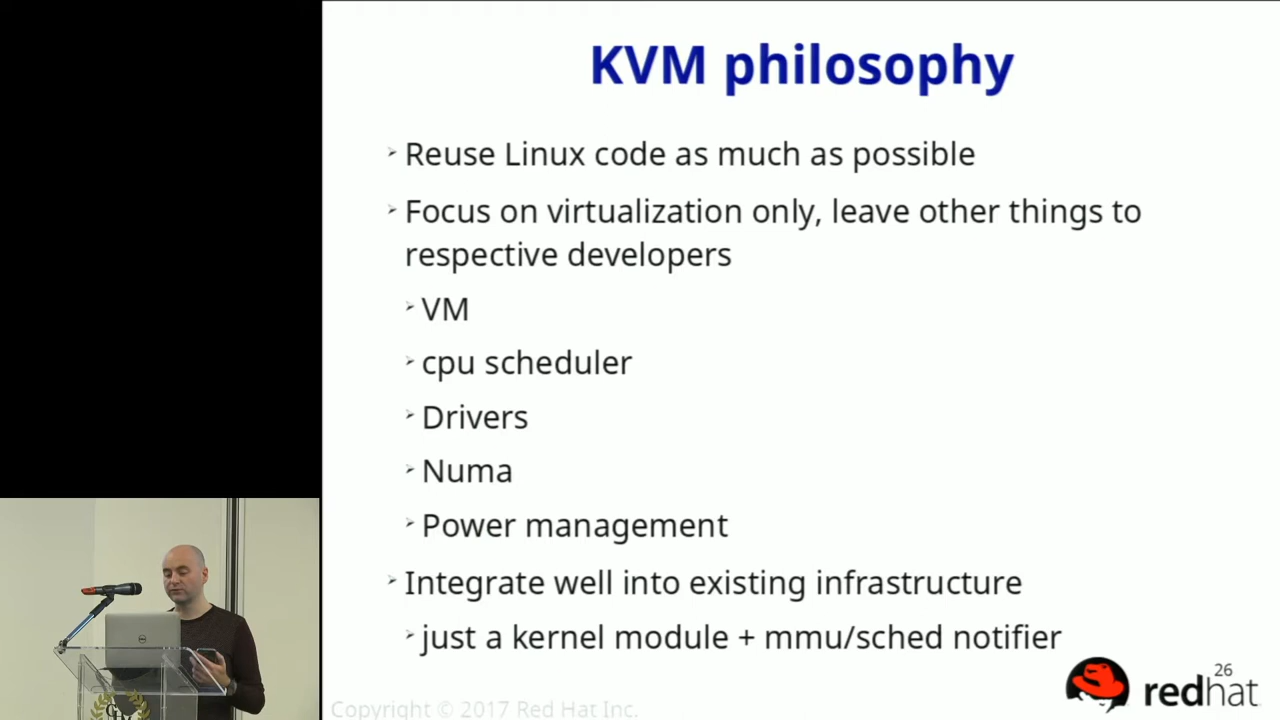 KVM philosophy
Reuse Linux code as much as possible
Focus on virtualization only, leave other things to
respective developers
VM
cpu scheduler
Drivers
Numa
Power management
Integrate well into existing infrastructure
just a kernel module + mmu/sched notifier
26
redhat.
Copyright © 2017 Red Hat Inc.